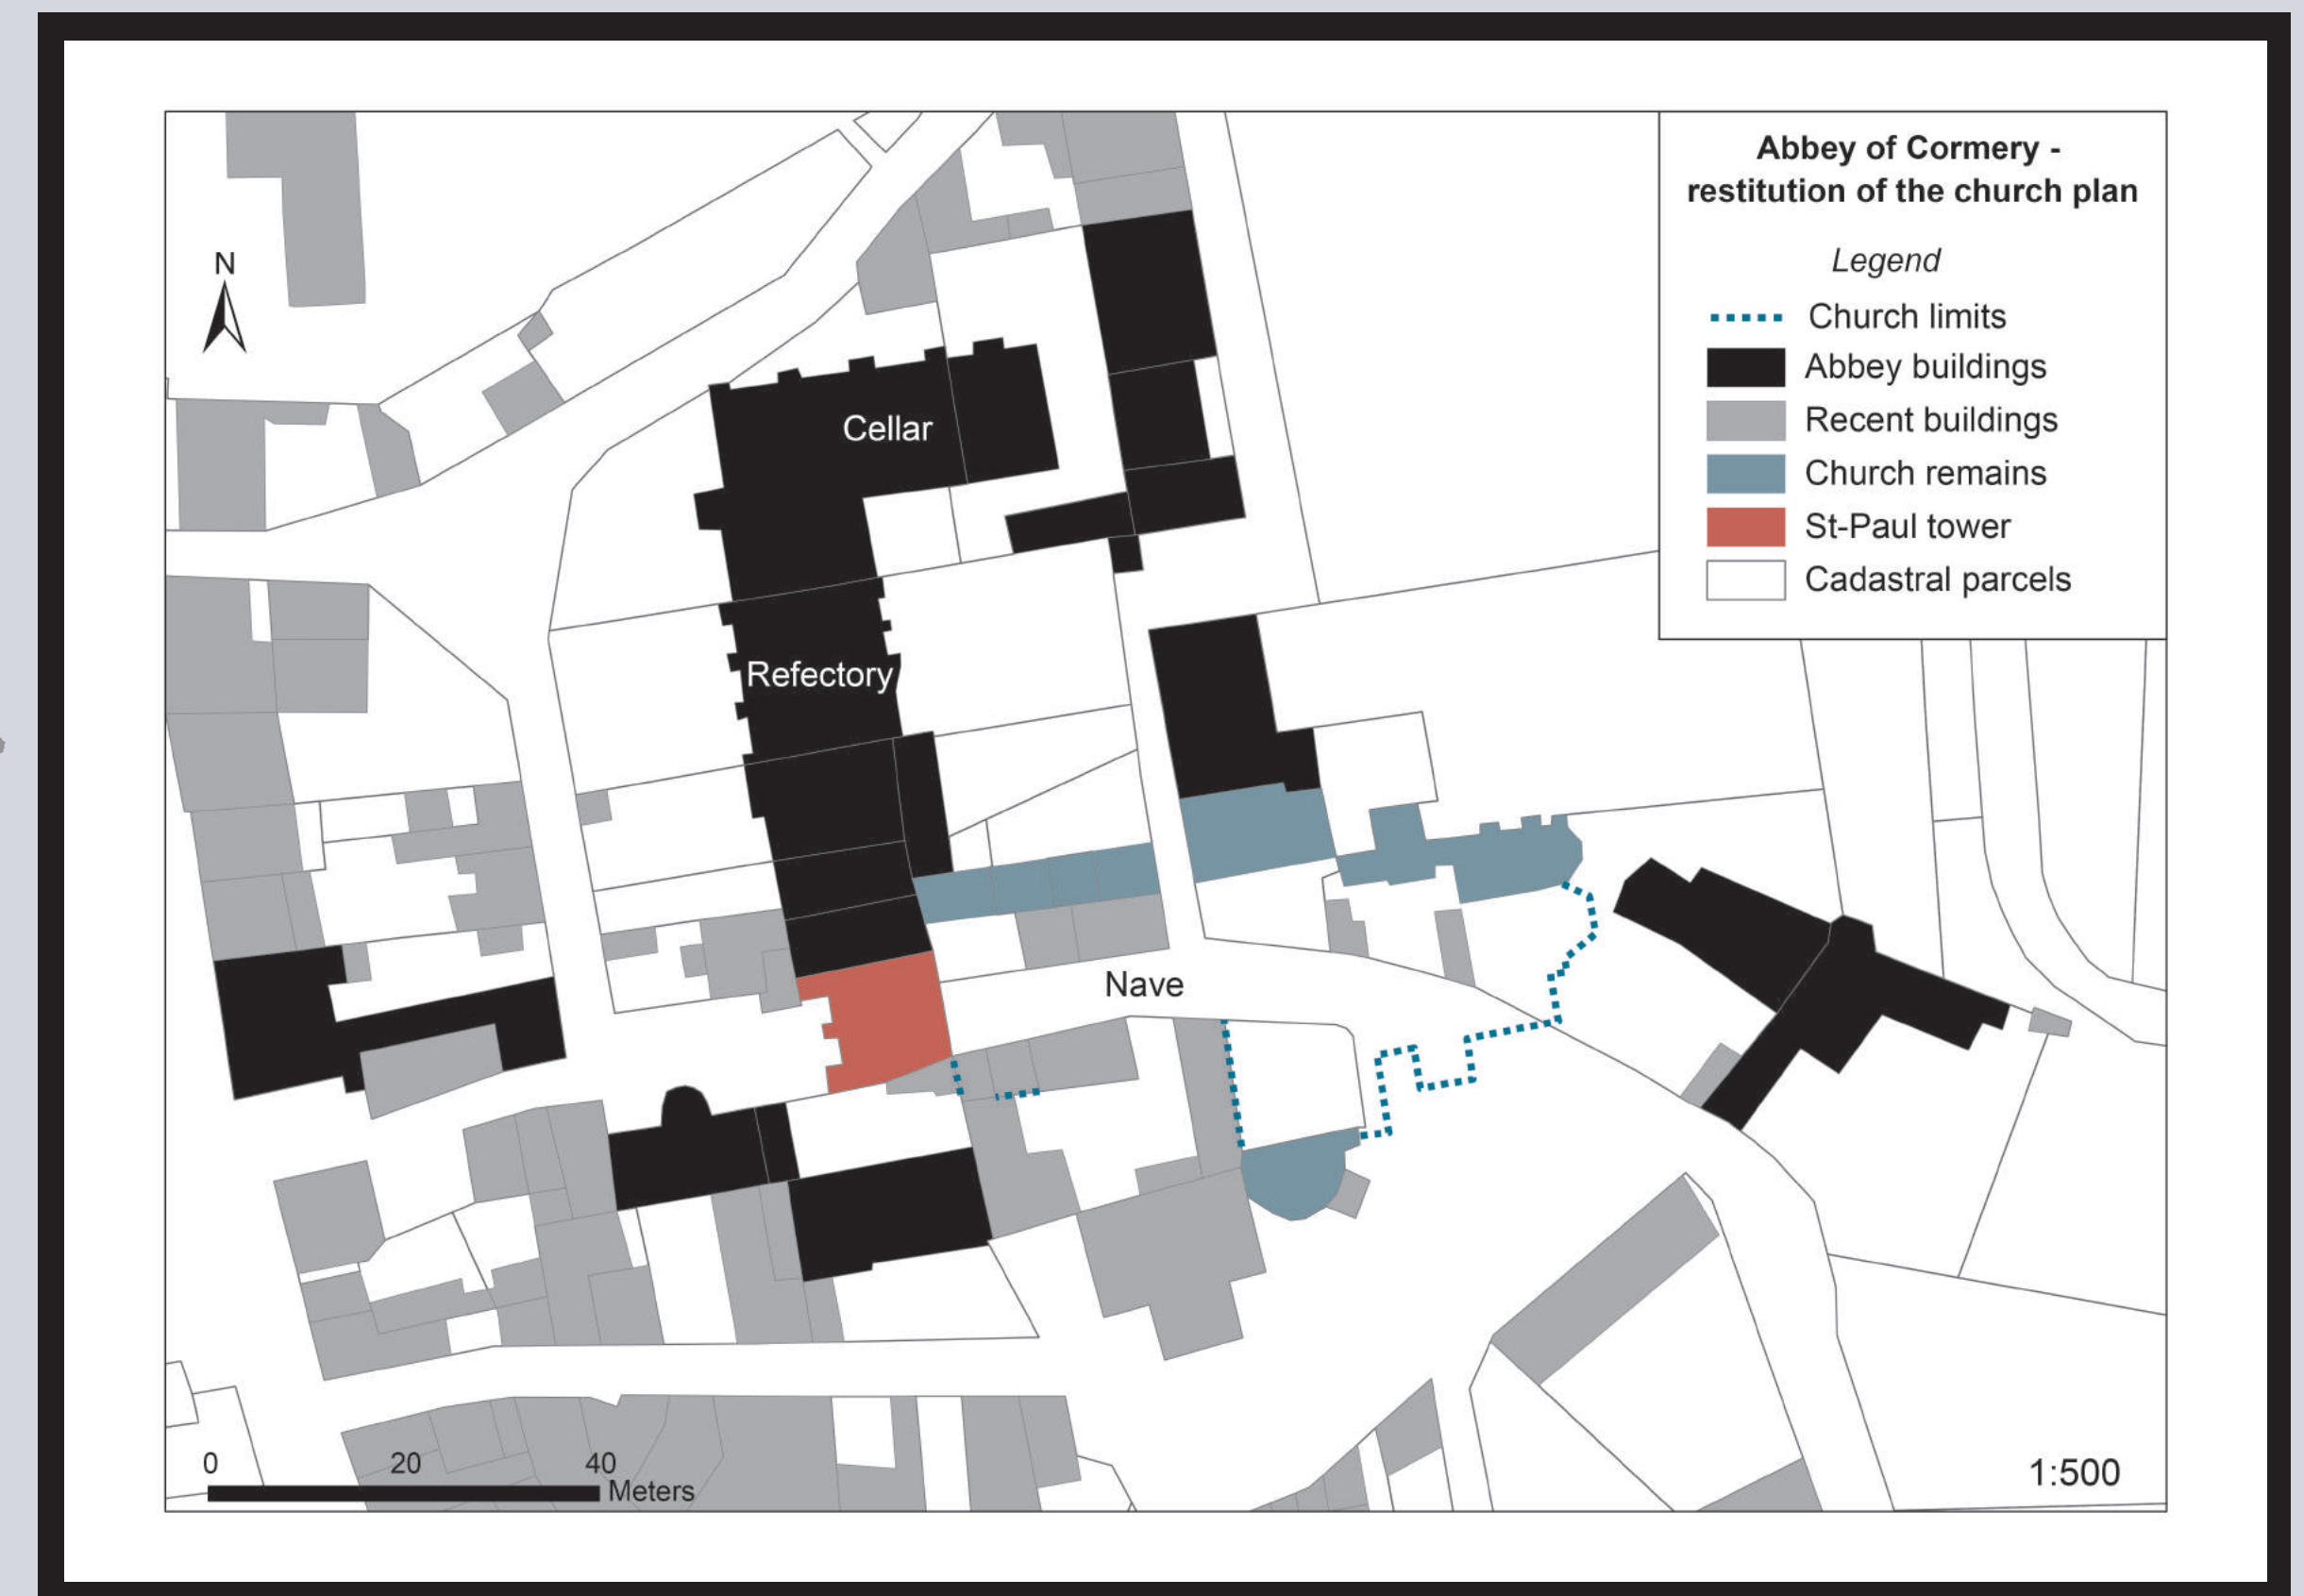 Abbey of Cormery -
restitution of the church plan
Legend
Church limits
Abbey buildings
Recent buildings
Church remains
St-Paul tower
Cadastral parcels
N
Cellar
Refectory
Nave
0 20 40
Meters
1:500